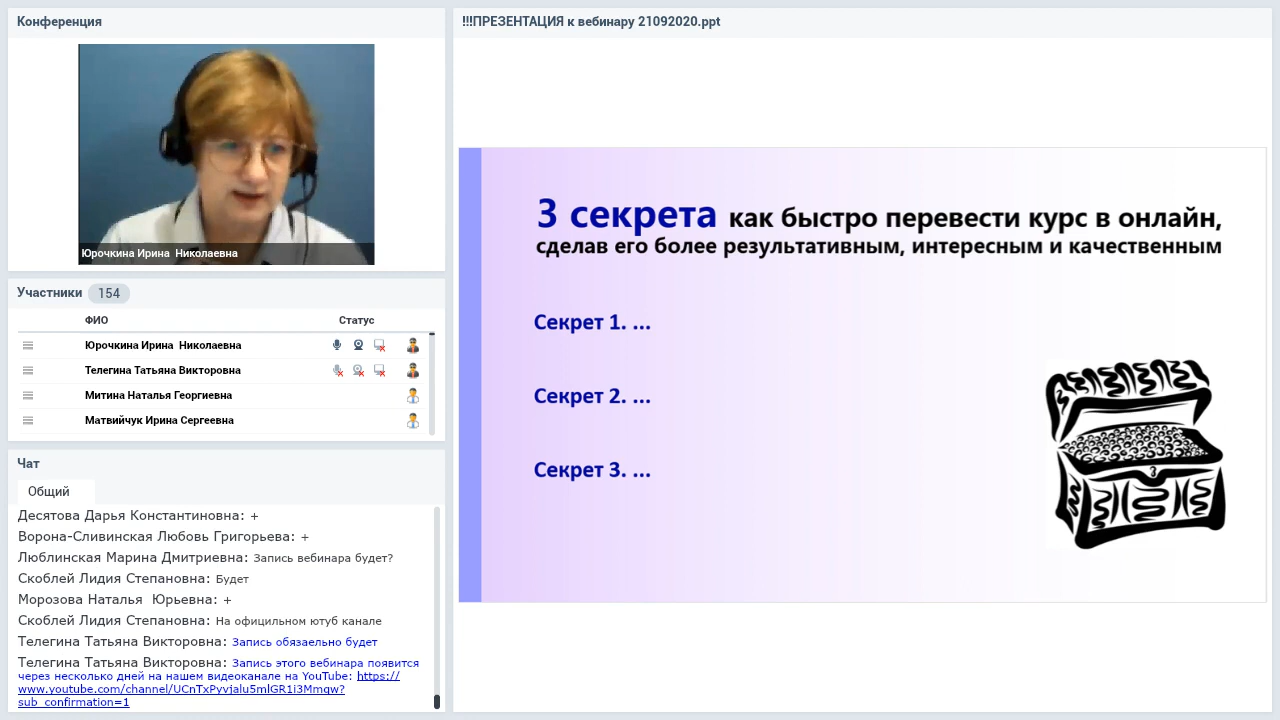 Конференция
Юрочкина Ирина  Николаевна
Участники 154
ФИО Статус
Юрочкина Ирина  Николаевна
Телегина Татьяна Викторовна
Митина Наталья Георгиевна
Матвийчук Ирина Сергеевна
Чат
Общий
Десятова Дарья Константиновна: +
Ворона-Сливинская Любовь Григорьева: +
Люблинская Марина Дмитриевна: Запись вебинара будет?
Скоблей Лидия Степановна: Будет
Морозова Наталья  Юрьевна: +
Скоблей Лидия Степановна: На официльном ютуб канале
Телегина Татьяна Викторовна: Запись обязаельно будет
Телегина Татьяна Викторовна: Запись этого вебинара появится
через несколько дней на нашем видеоканале на YouTube: https://
www.youtube.com/channel/UCnTxPyvjalu5mlGR1i3Mmqw?
sub_confirmation=1
!!!ПРЕЗЕНТАЦИЯ к вебинару 21092020.ppt
3 секрета как быстро перевести курс в онлайн,
сделав его более результативным, интересным и качественным
Секрет 1. ...
Секрет 2. ...
Секрет 3. ...